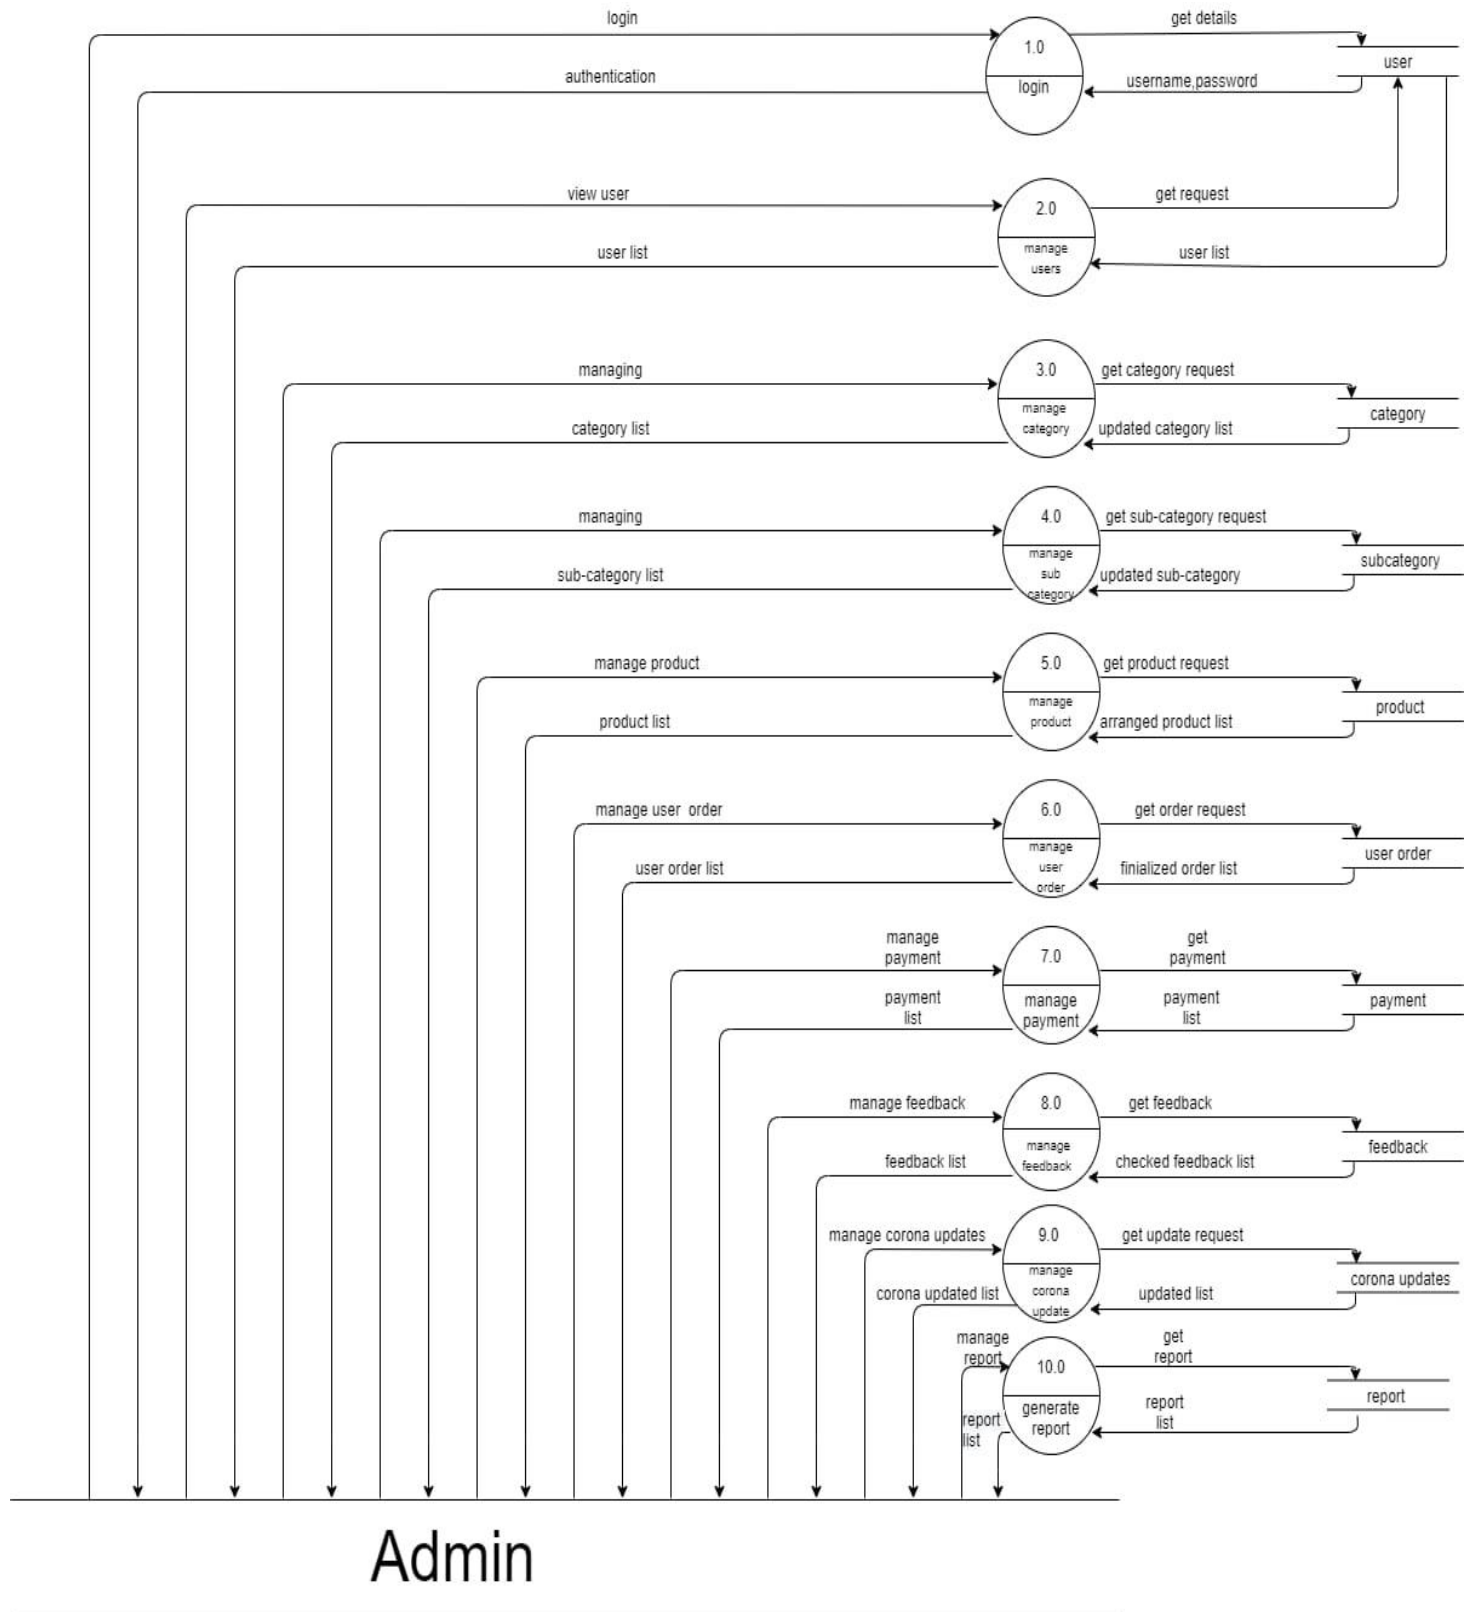 login
get details
1.0
user
authentication
login
username,password
view user
2.0
get request
user list
manage
users
user list
managing
3.0
get category request
category
category list
manage
category
updated category list
managing
4.0
get sub-category request
subcategory
sub-category list
manage
sub
category
updated sub-category
manage product
5.0
get product request
product
product list
manage
product
arranged product list
manage user  order
6.0
get order request
user order
user order list
manage
user
order
finialized order list
manage
payment
7.0
get
payment
payment
payment
list
manage
payment
payment
list
manage feedback
8.0
get feedback
feedback
feedback list
manage
feedback
checked feedback list
manage corona updates
9.0
get update request
corona updates
corona updated list
manage
corona
update
updated list
manage
report
10.0
get
report
report
report
list
generate
report
report
list
Admin